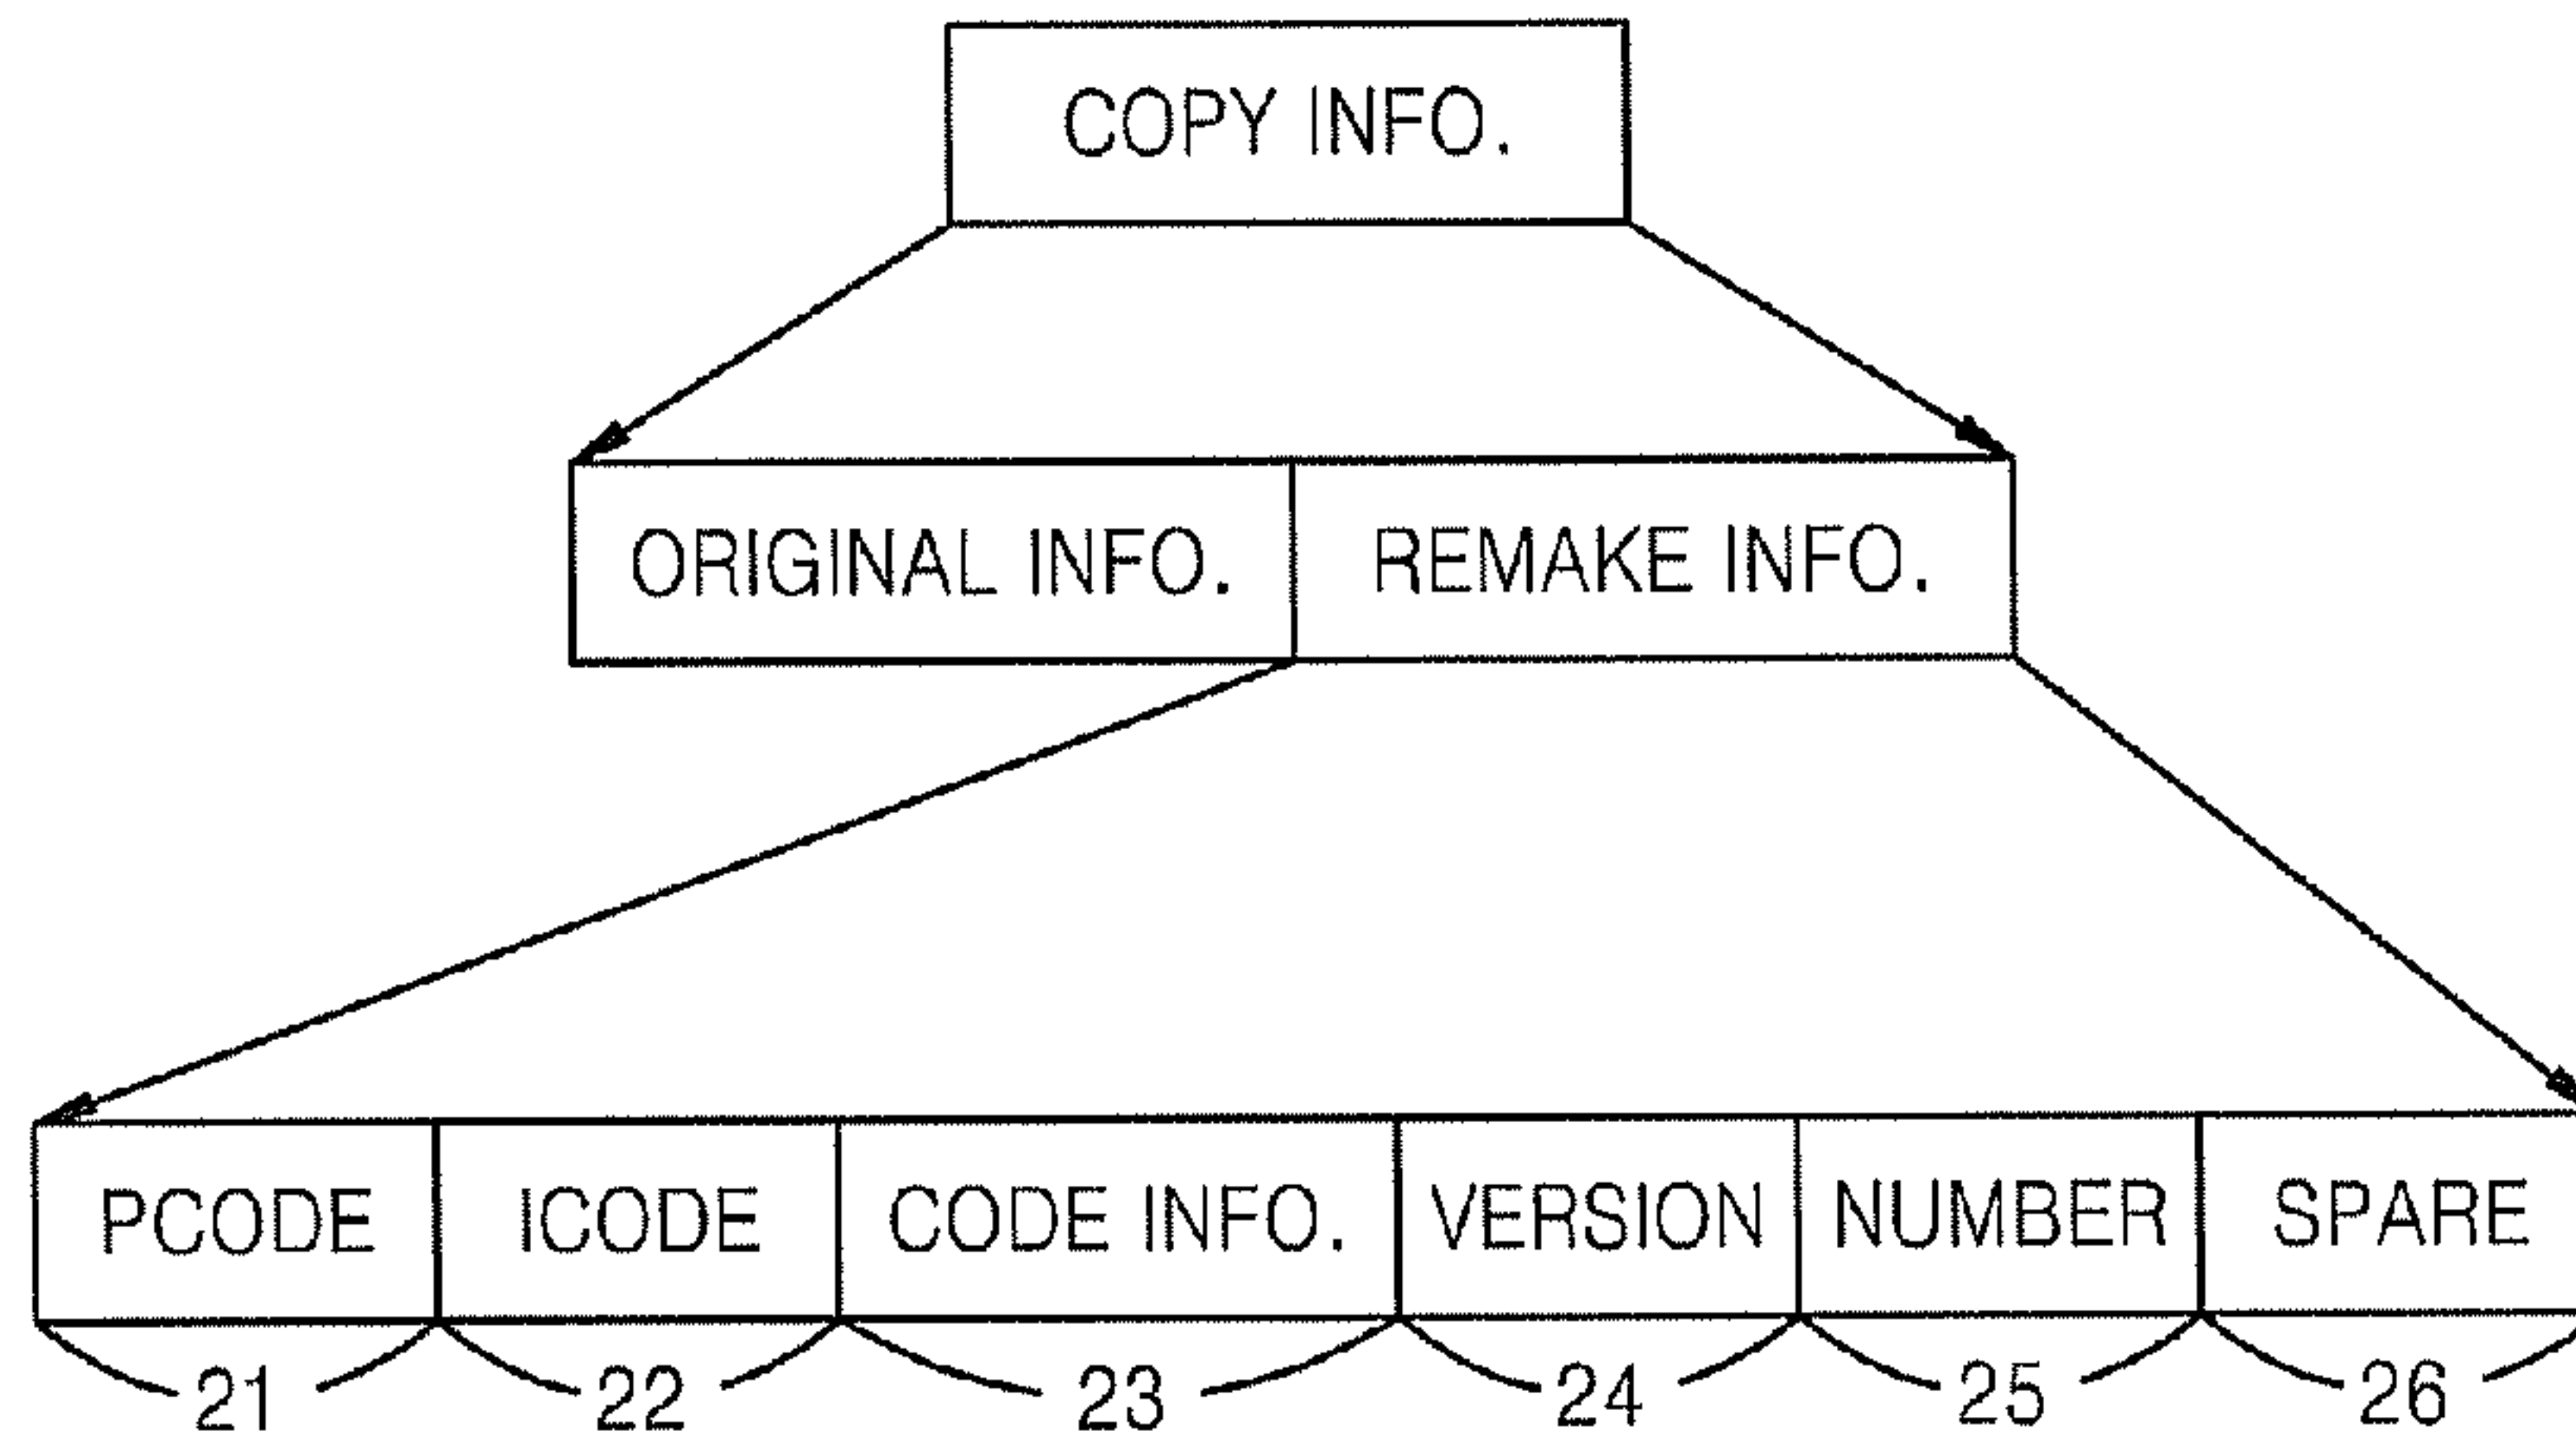 COPY INFO.
ORIGINAL INFO. REMAKE INFO.
PCODE ICODE CODE INFO. VERSION NUMBER SPARE
21 22 23 24 25 26